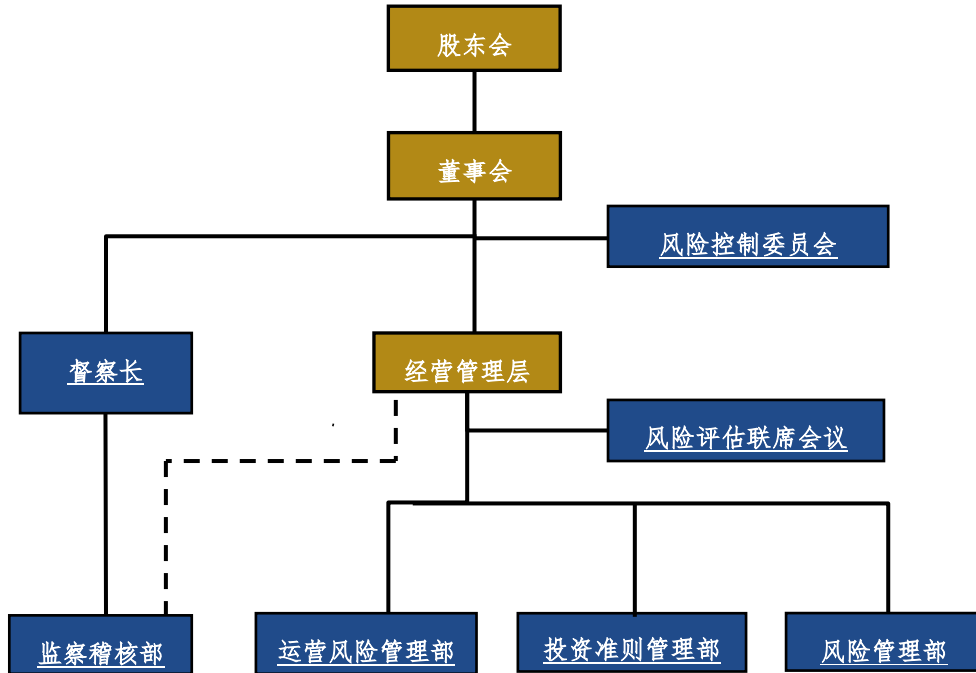 股东会
董事会
风险控制委员会
督察长
经营管理层
风险评估联席会议
监察稽核部
运营风险管理部
投资准则管理部
风险管理部